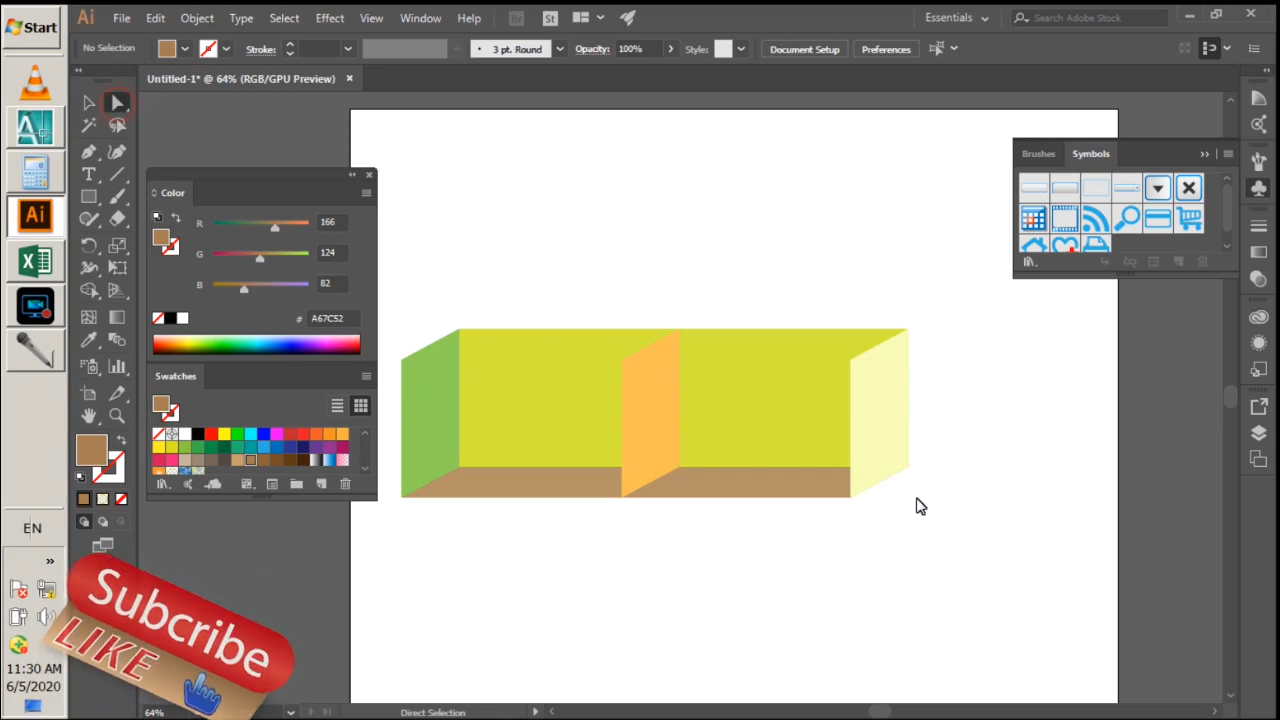 Start
Ai File Edit Object Type Select Effect View Window Help Br St Essentials Search Adobe Stock
No Selection Stroke: 3 pt. Round Opacity: 100% Style: Document Setup Preferences
Untitled-1* @ 64% (RGB/GPU Preview)
Color
R 166
G 124
B 82
# A67C52
Swatches
Brushes Symbols
Ai
EN
Subcribe
LIKE
11:30 AM
6/5/2020
64% Direct Selection